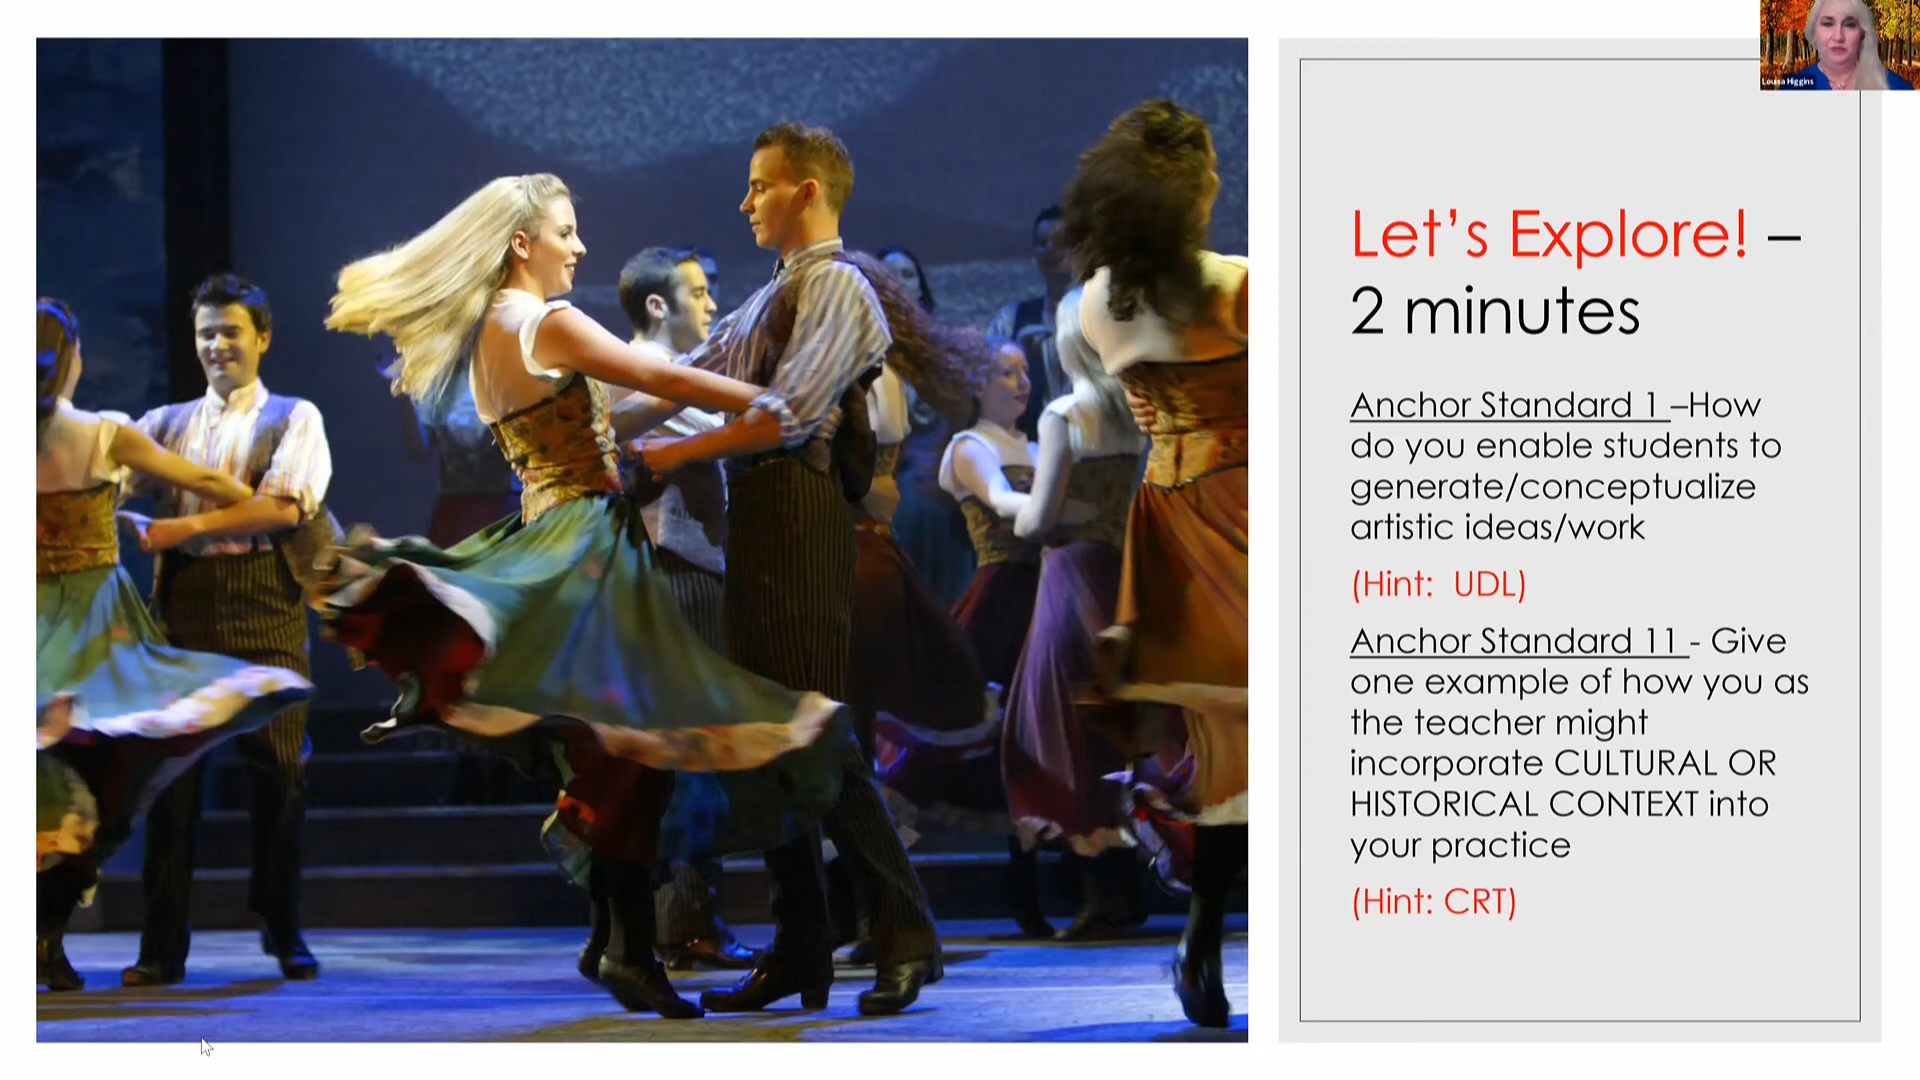 Louisa Higgins
Let's Explore! –
2 minutes
Anchor Standard 1 –How
do you enable students to
generate/conceptualize
artistic ideas/work
(Hint:  UDL)
Anchor Standard 11 - Give
one example of how you as
the teacher might
incorporate CULTURAL OR
HISTORICAL CONTEXT into
your practice
(Hint: CRT)